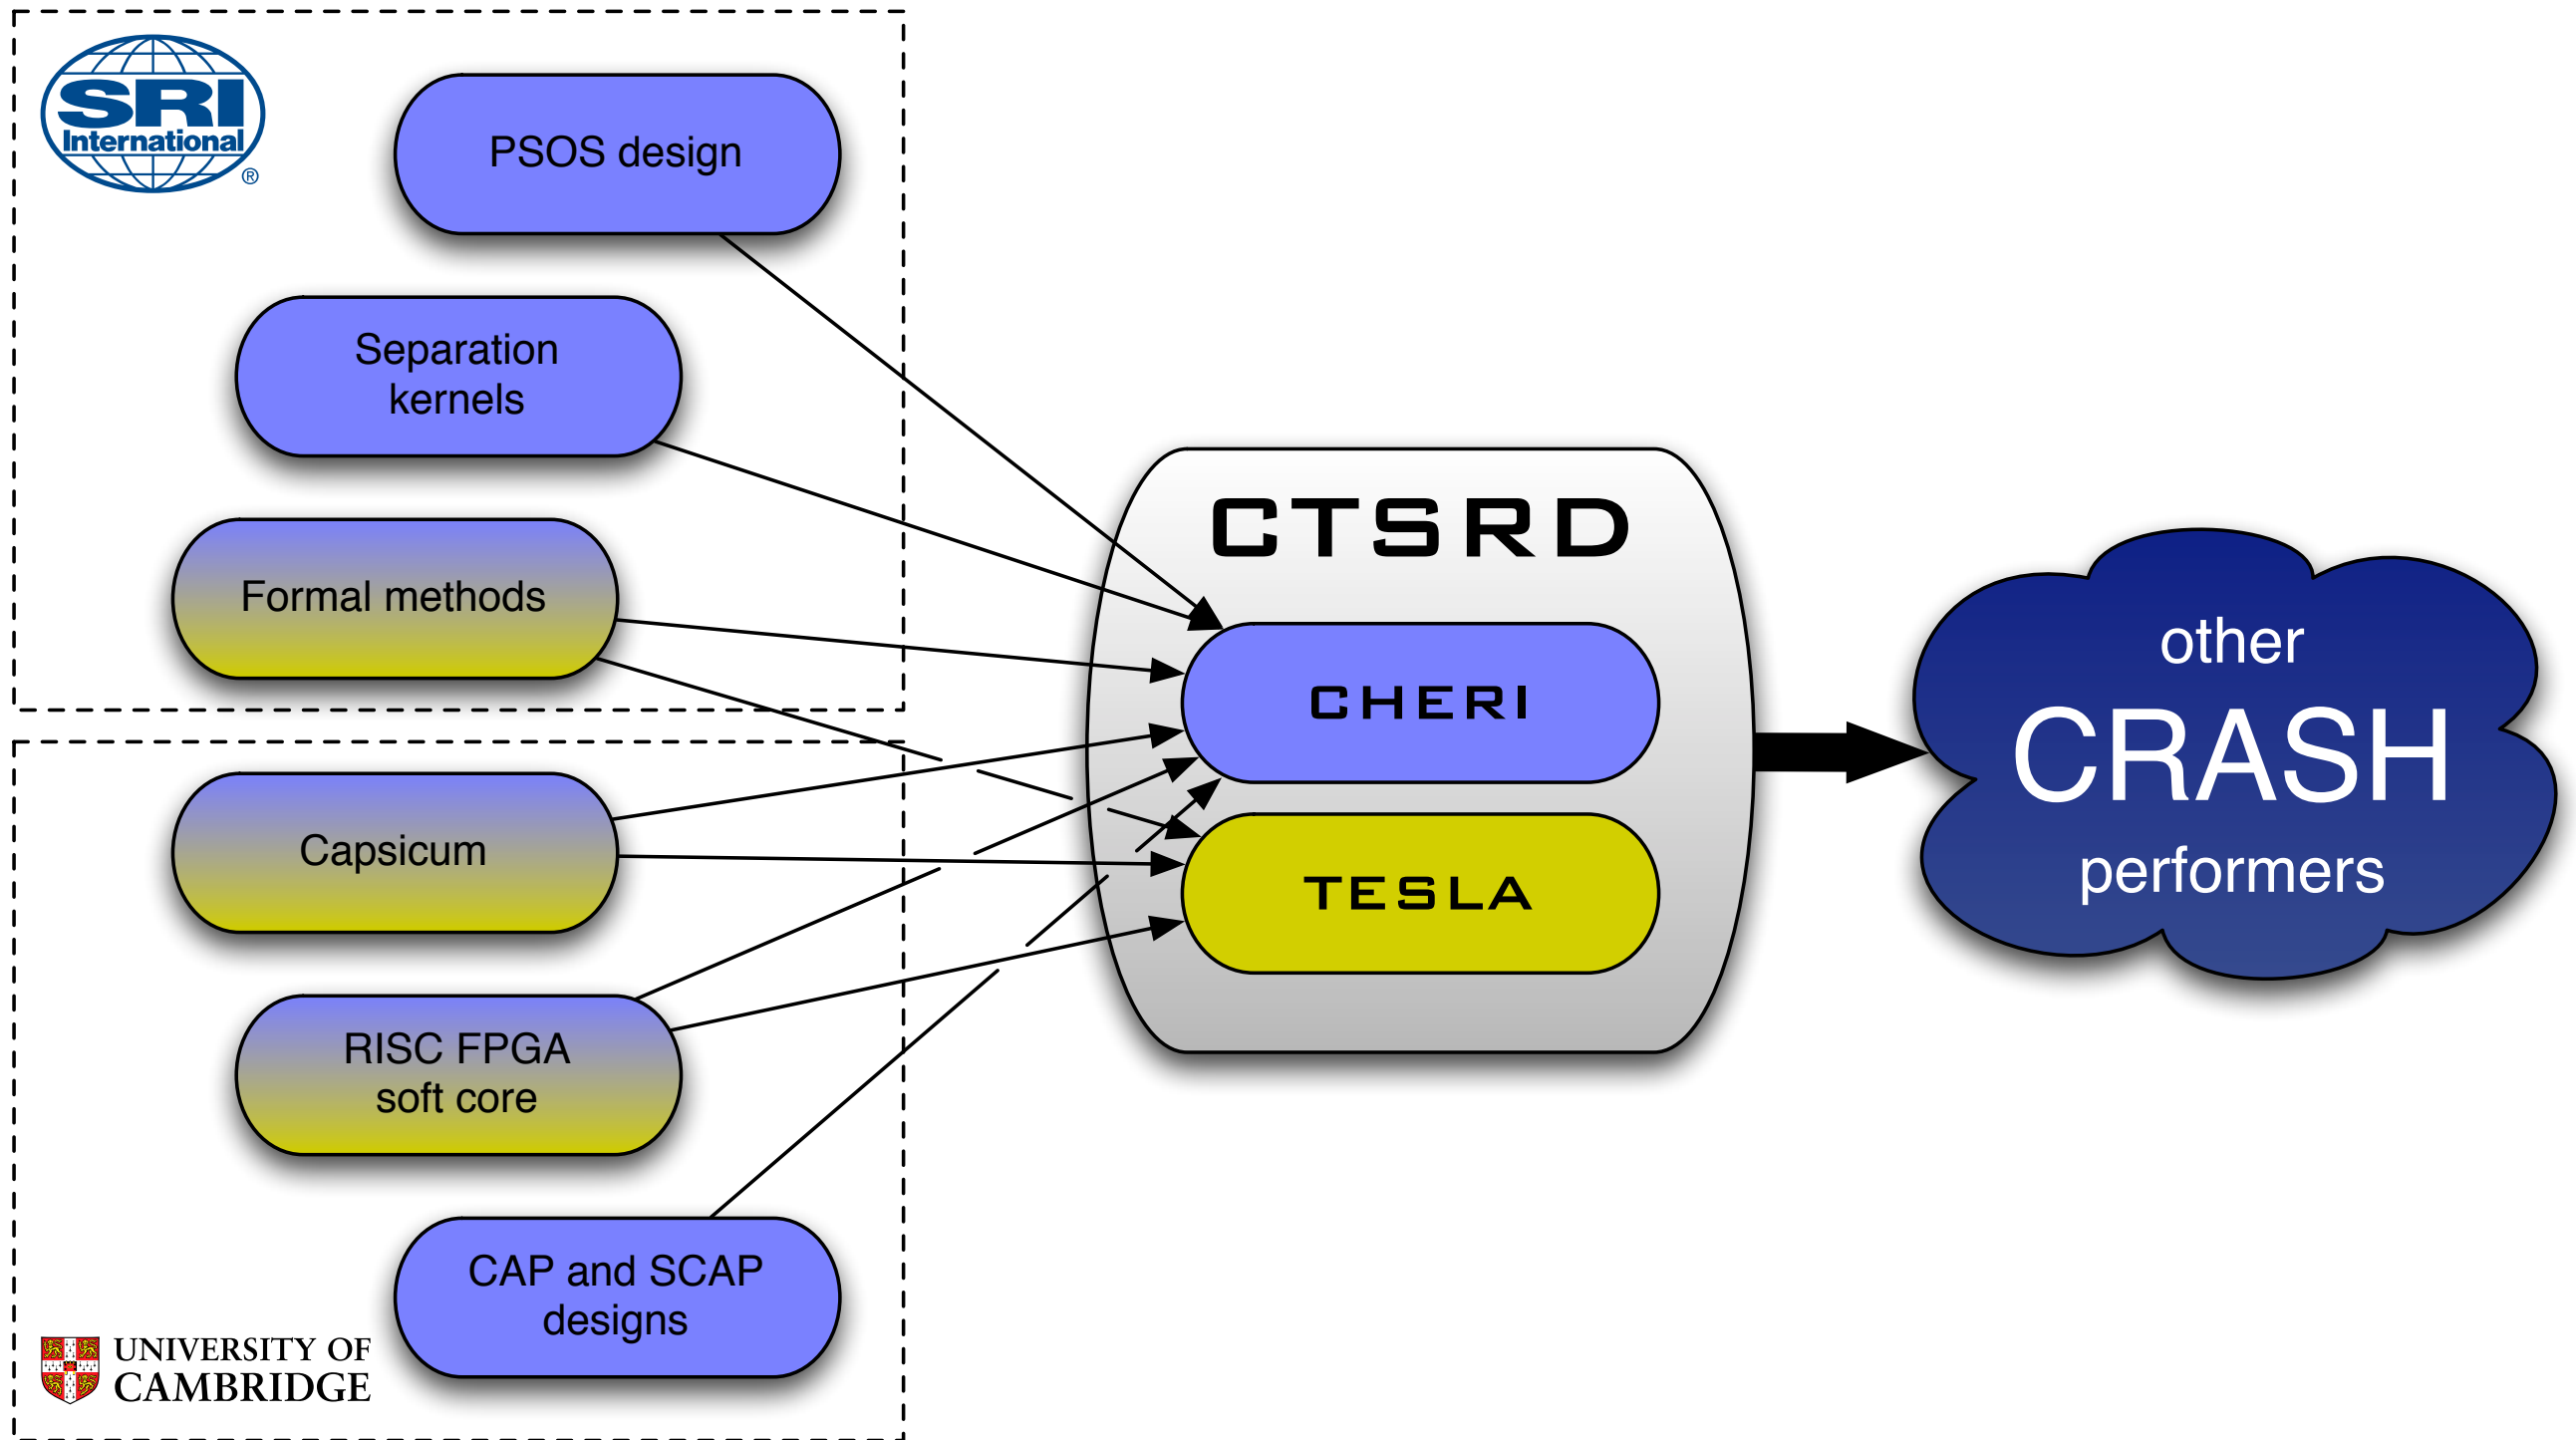 SRI
International
®
PSOS design
Separation
kernels
Formal methods
Capsicum
RISC FPGA
soft core
CAP and SCAP
designs
UNIVERSITY OF
CAMBRIDGE
CTSRD
CHERI
TESLA
other
CRASH
performers